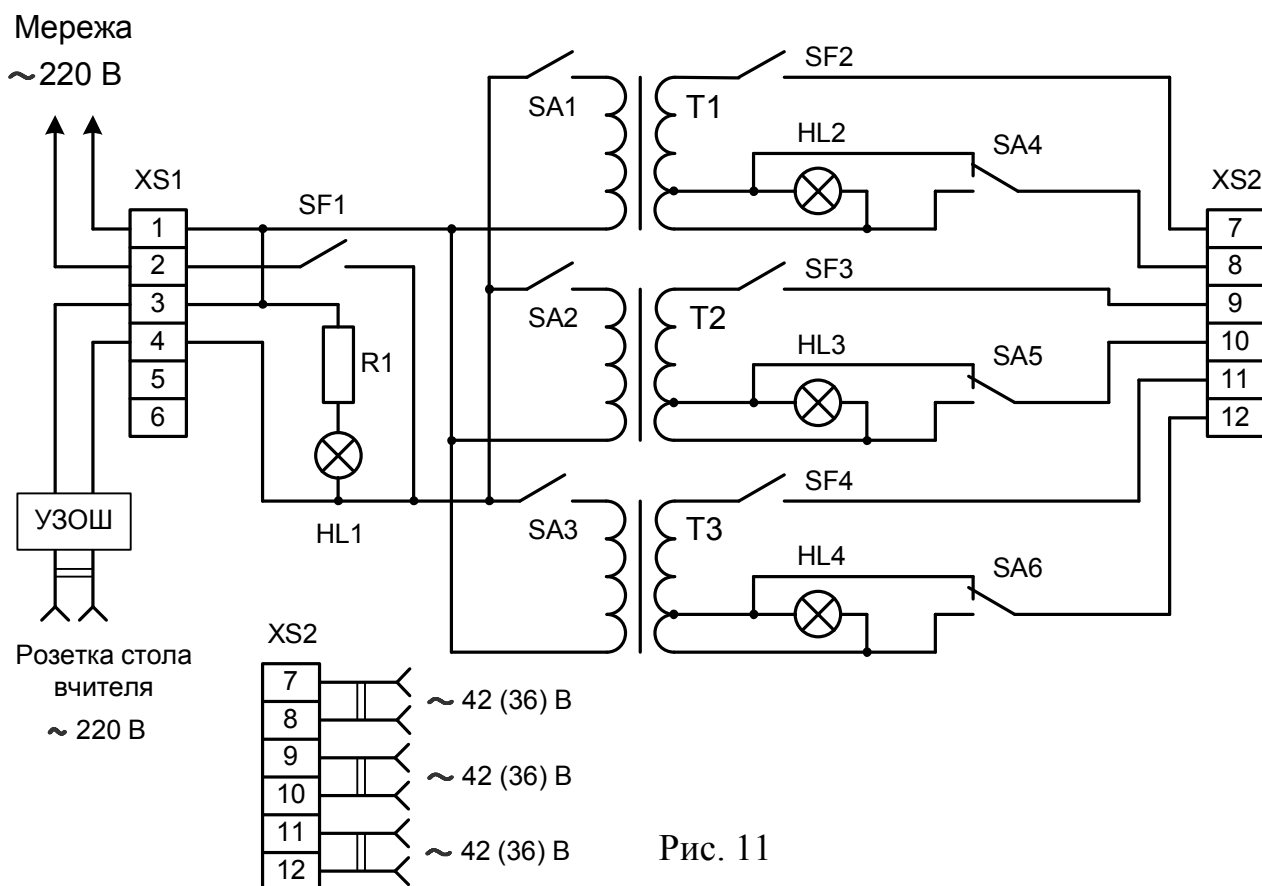 Мережа
~ 220 В
XS1
1
2
3
4
5
6
SF1
R1
HL1
УЗОШ
Розетка стола
вчителя
~ 220 В
SA1
T1
SF2
HL2
SA4
SA2
T2
SF3
HL3
SA5
SA3
T3
SF4
HL4
SA6
XS2
7
8
9
10
11
12
XS2
7
8
9
10
11
12
~ 42 (36) В
~ 42 (36) В
~ 42 (36) В
Рис. 11